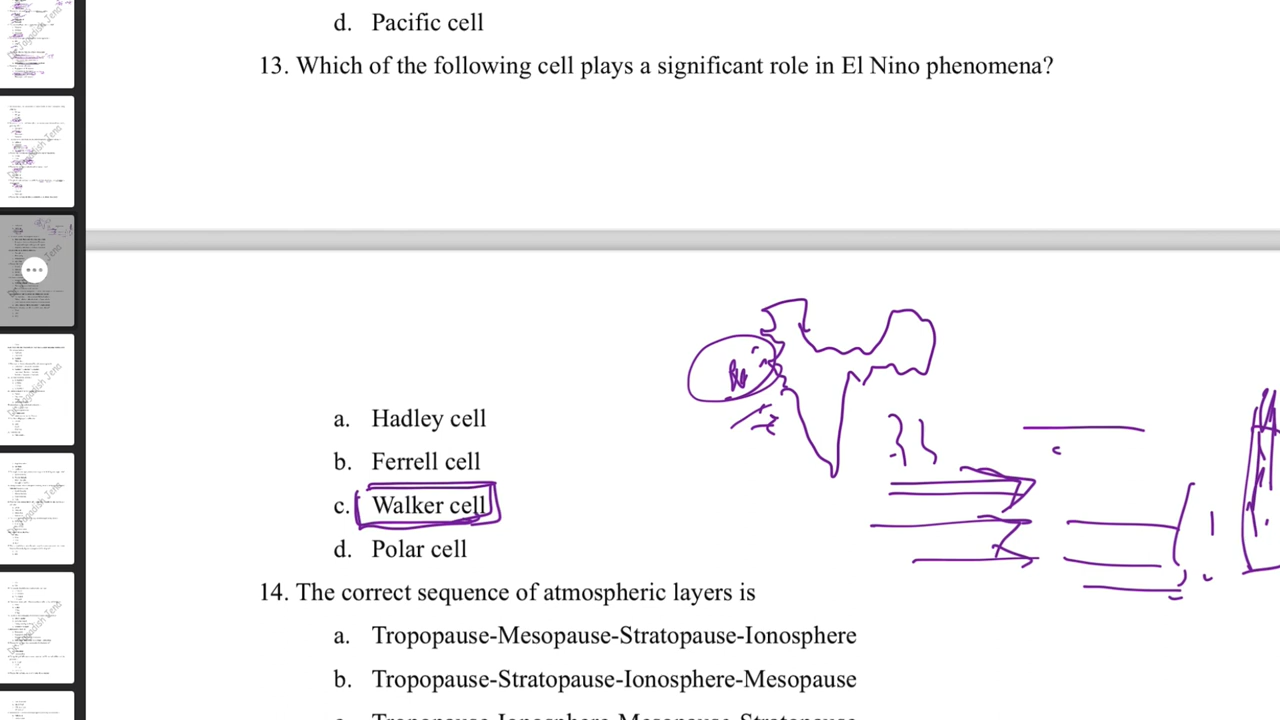 d. Pacific cell
13. Which of the following cell plays a significant role in El Nino phenomena?
a. Hadley cell
b. Ferrell cell
c. Walker cell
d. Polar cell
14. The correct sequence of atmospheric layers is
a. Tropopause-Mesopause-Stratopause-Ionosphere
b. Tropopause-Stratopause-Ionosphere-Mesopause